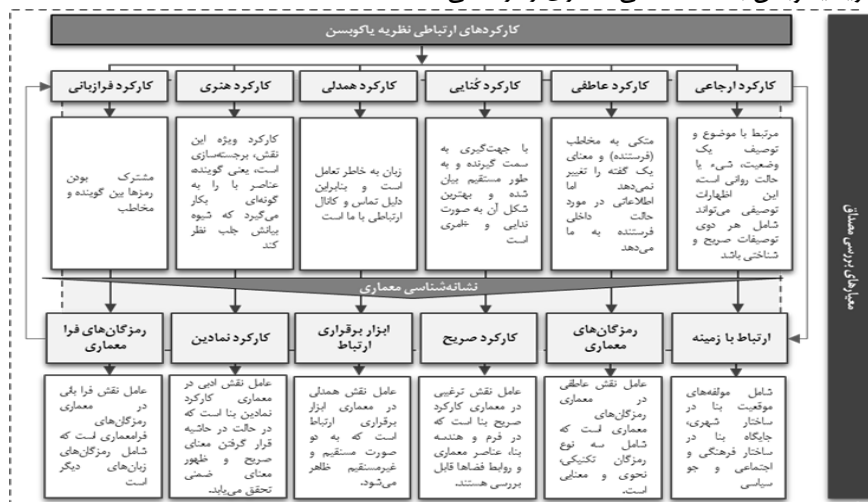 کارکردهای ارتباطی نظریه یاکوبسن
کارکرد ارجاعی
کارکرد عاطفی
کارکرد کُنایی
کارکرد همدلی
کارکرد هنری
کارکرد فرازبانی
مرتبط با موضوع و
توصیف یک
وضعیت، شیء یا
حالت روانی است.
این اظهارات
توصیفی می‌تواند
شامل هر دوی
توصیفات صریح و
شناختی باشد
متکی به مخاطب
(فرستنده) و معنای
یک گفته را تغییر
نمی‌دهد اما
اطلاعاتی در مورد
حالت داخلی
فرستنده به ما
می‌دهد
با جهت‌گیری به
سمت گیرنده و به
طور مستقیم بیان
شده و بهترین
شکل آن به صورت
ندایی و امری
است
زبان به خاطر تعامل
است و بنابراین
دلیل تماس و کانال
ارتباطی با ما است
کارکرد ویژه این
نقش، برجسته‌سازی
است، یعنی گوینده،
عناصر با را به
گونه‌ای بکار
می‌گیرد که شیوه
بیانش جلب نظر
کند
مشترک بودن
رمزها بین گوینده و
مخاطب
نشانه‌شناسی معماری
ارتباط با زمینه
رمزگان‌های
معماری
کارکرد صریح
ابزار برقراری
ارتباط
کارکرد نمادین
رمزگان‌های فرا
معماری
شامل مولفه‌های
موقعیت بنا در
ساختار شهری،
جایگاه بنا در
ساختار فرهنگی و
اجتماعی و جو
سیاسی
عامل نقش عاطفی
در معماری
رمزگان‌های
معماری است که
شامل سه نوع
رمزگان تکنیکی،
نحوی و معنایی
است.
عامل نقش ترغیبی
در معماری کارکرد
صریح بنا است که
در فرم و هندسه
بنا، عناصر معماری
و روابط فضاها قابل
بررسی هستند.
عامل نقش همدلی
در معماری ابزار
برقراری ارتباط
است که به دو
صورت مستقیم و
غیرمستقیم ظاهر
می‌شود.
عامل نقش ادبی در
معماری کارکرد
نمادین بنا است که
در حالت در حاشیه
قرار گرفتن معنای
صریح و ظهور
معنای ضمنی
تحقق می‌یابد.
عامل نقش فرا بانی
در معماری
رمزگان‌های
فرامعماری است که
شامل رمزگان‌های
زبان‌های دیگر
است
معیارهای بررسی مصداق